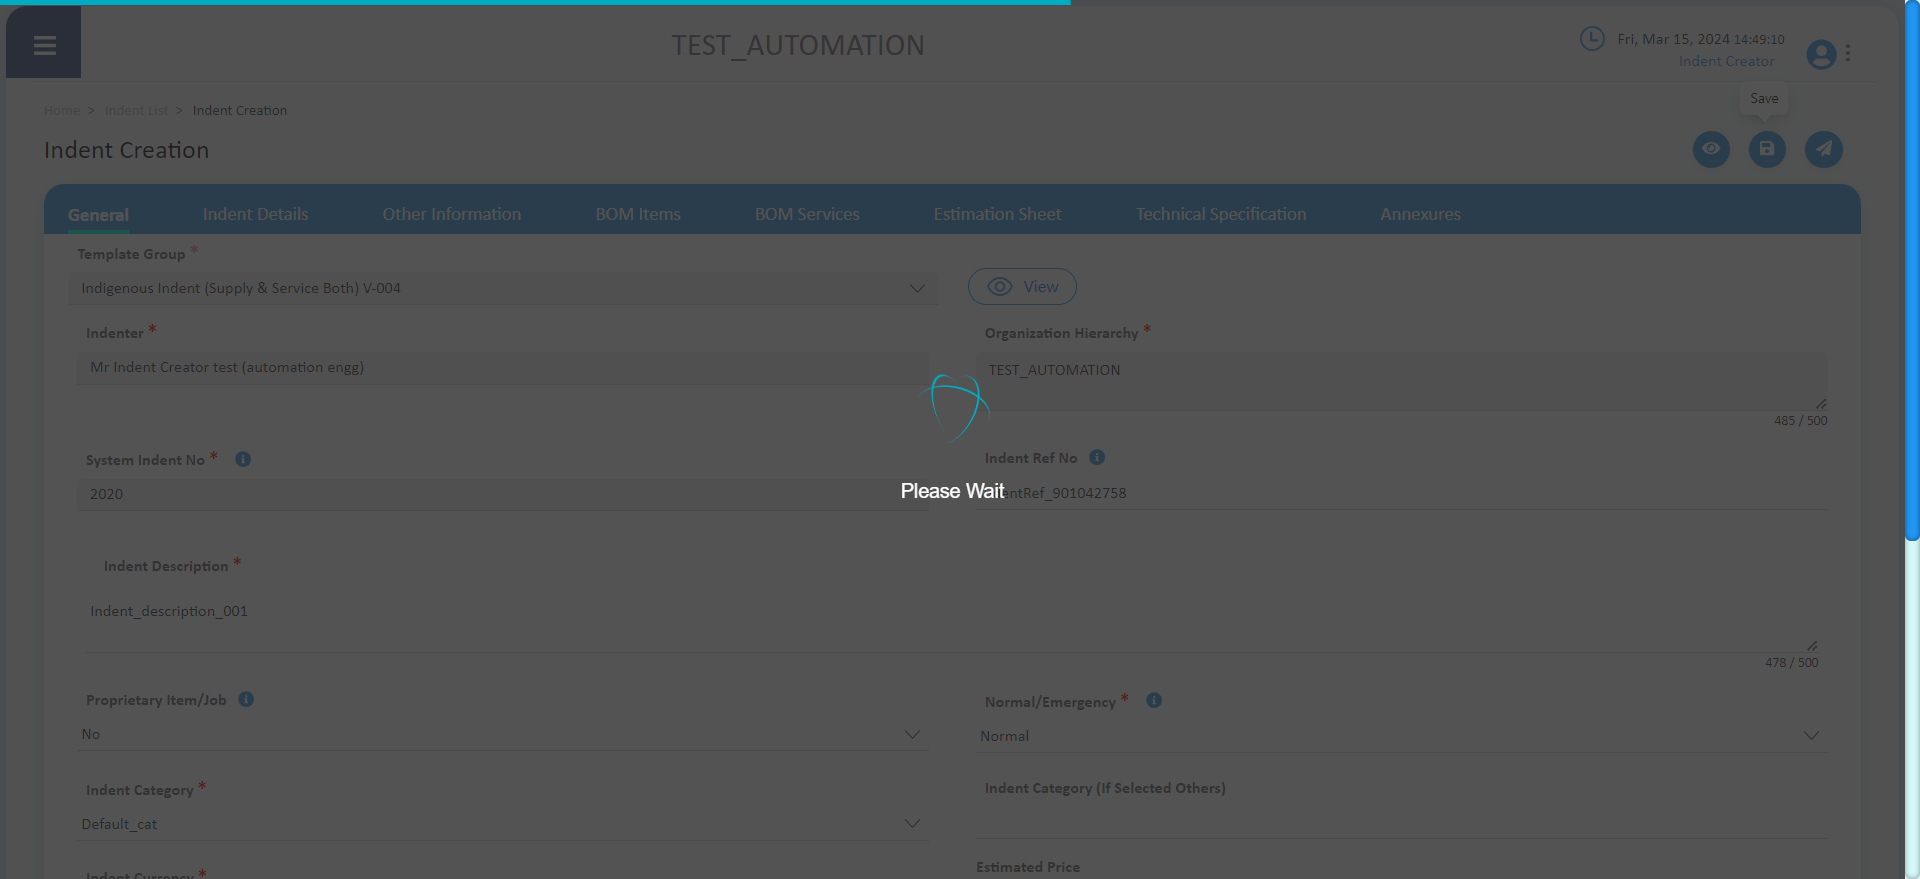 TEST_AUTOMATION
Fri, Mar 15, 2024 14:49:10
Indent Creator
Home > Indent List > Indent Creation
Save
Indent Creation
General Indent Details Other Information BOM Items BOM Services Estimation Sheet Technical Specification Annexures
Template Group *
Indigenous Indent (Supply & Service Both) V-004
View
Indenter *
Organization Hierarchy *
Mr Indent Creator test (automation engg)
TEST_AUTOMATION
485 / 500
System Indent No *
Indent Ref No
2020
entRef_901042758
Please Wait
Indent Description *
Indent_description_001
478 / 500
Proprietary Item/Job
Normal/Emergency *
No
Normal
Indent Category *
Indent Category (If Selected Others)
Default_cat
Estimated Price
Indent Currency *